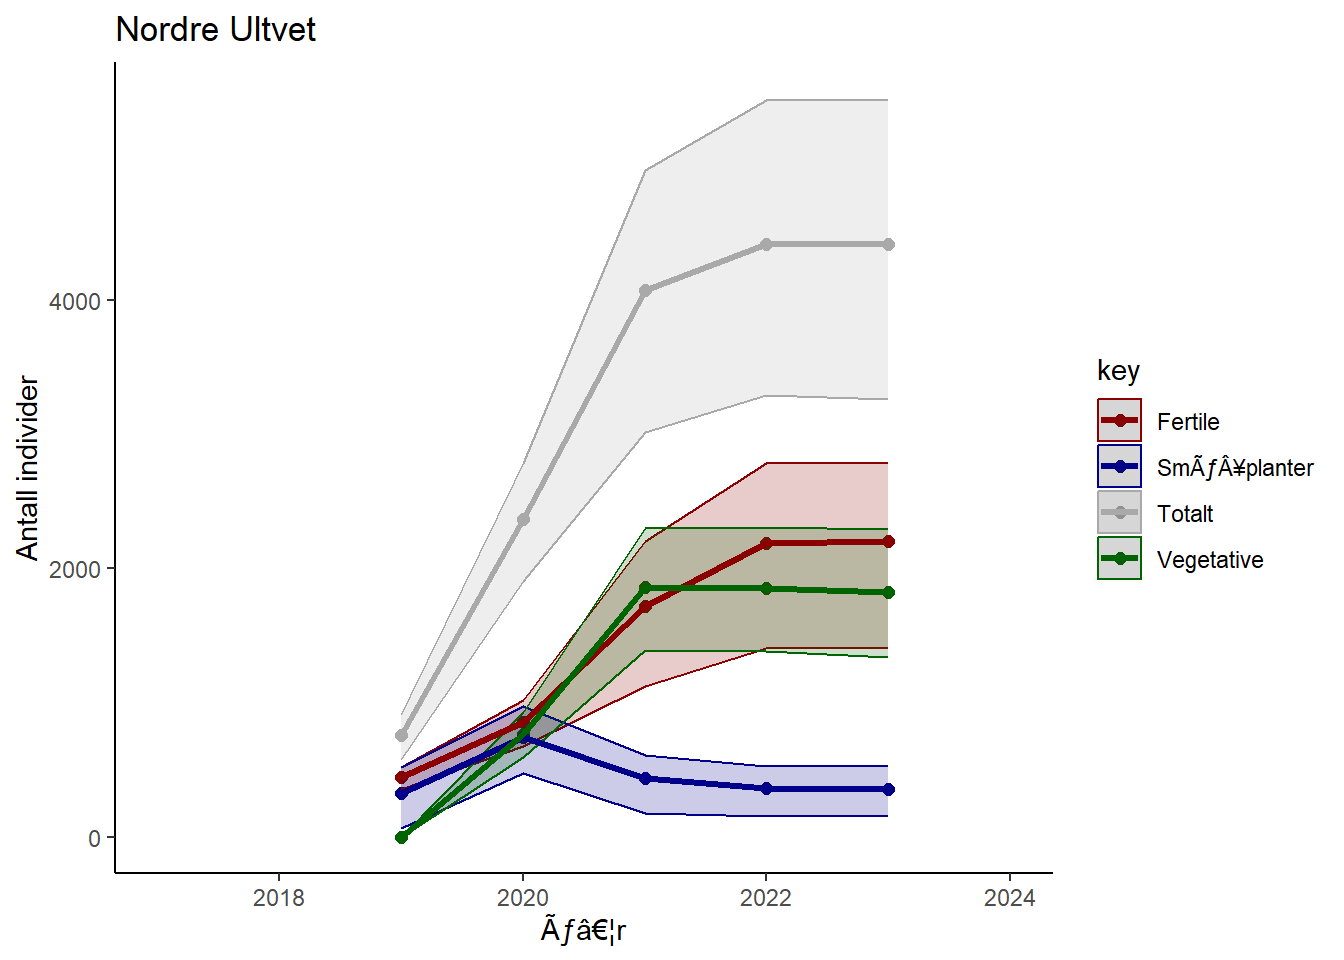 Nordre Ultvet
Antall individer
4000
2000
0
2018
2020
2022
2024
Ãƒâ€¦r
key
Fertile
SmÃƒÂ¥planter
Totalt
Vegetative